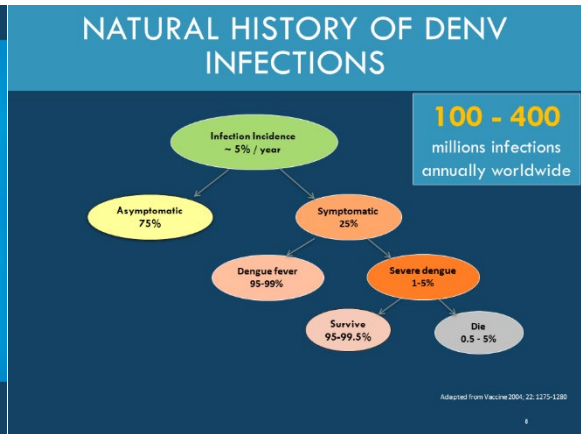 NATURAL HISTORY OF DENV
INFECTIONS
100 - 400
millions infections
annually worldwide
Infection Incidence
~ 5% / year
Asymptomatic
75%
Symptomatic
25%
Dengue fever
95-99%
Severe dengue
1-5%
Survive
95-99.5%
Die
0.5 - 5%
Adapted from Vaccine 2004; 22: 1275-1280
8